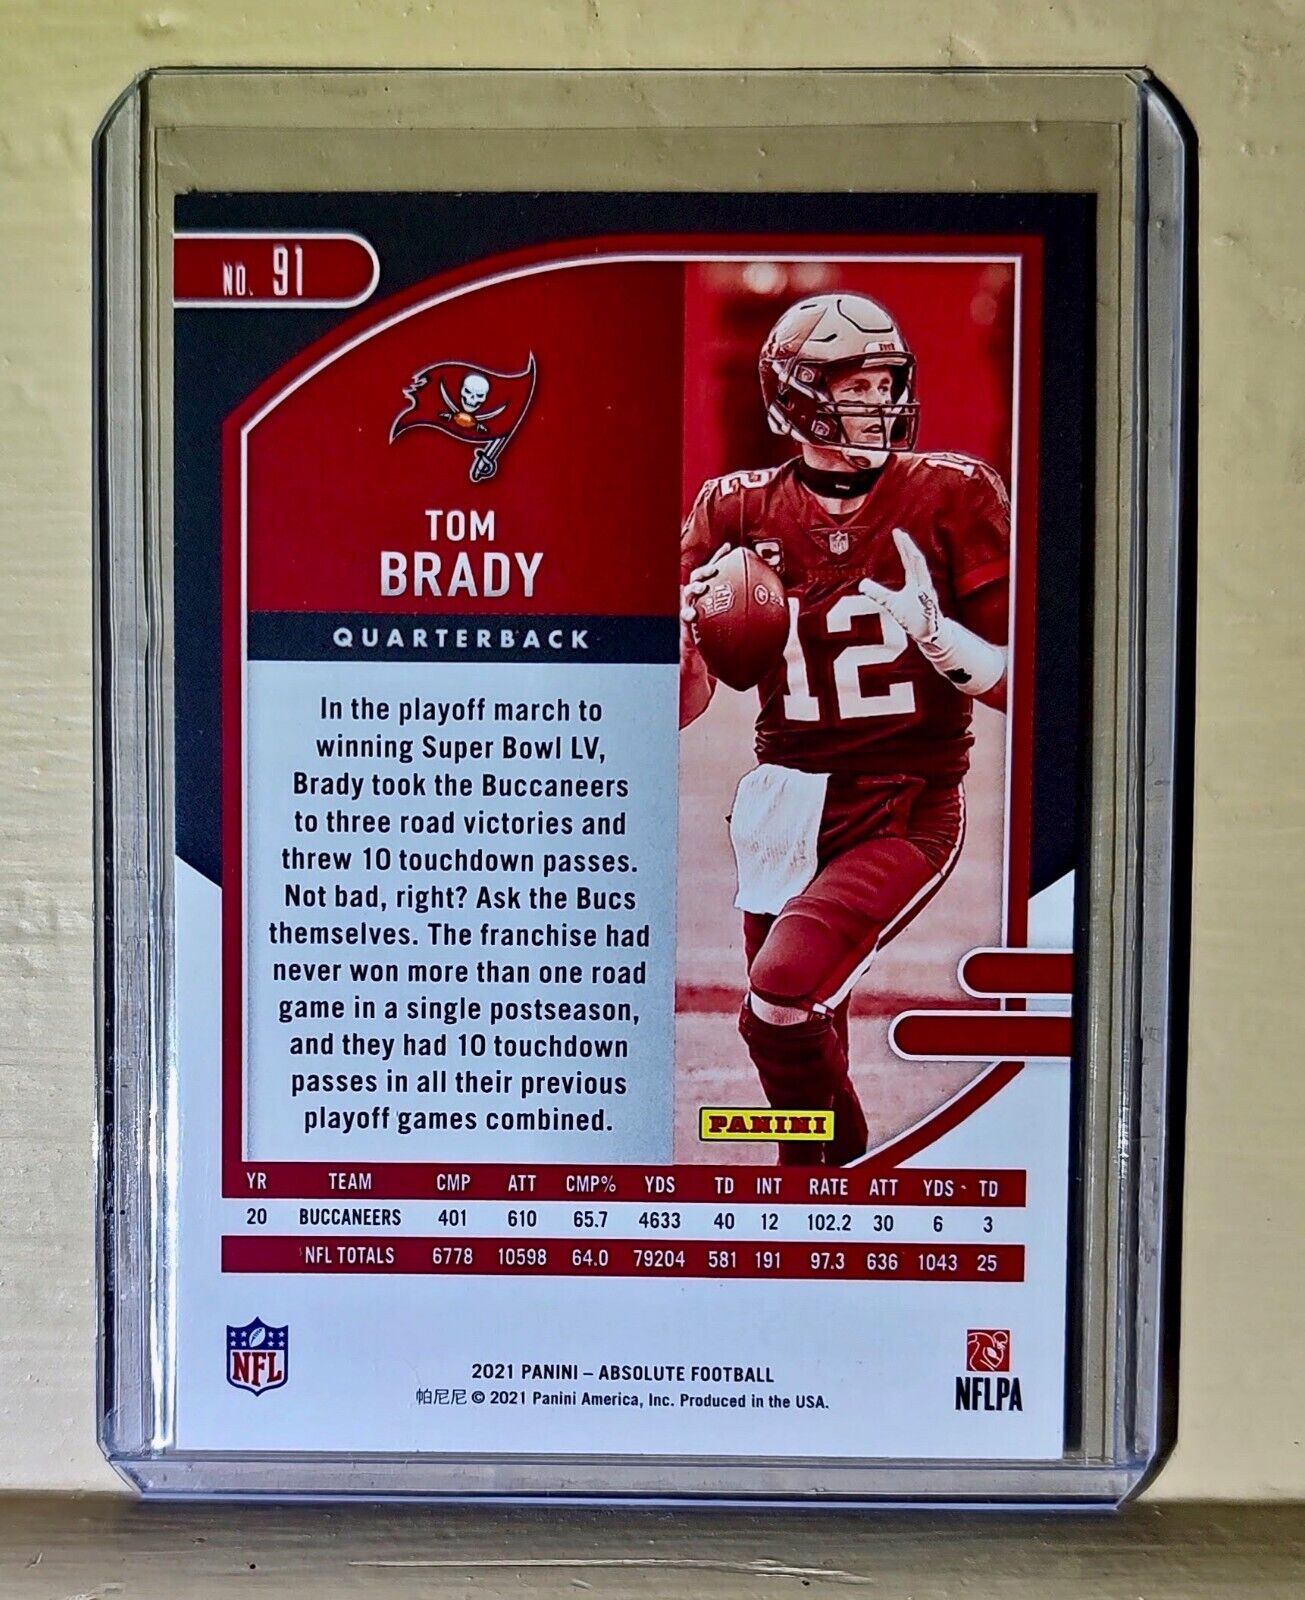 NO. 91
TOM
BRADY
QUARTERBACK
In the playoff march to
winning Super Bowl LV,
Brady took the Buccaneers
to three road victories and
threw 10 touchdown passes.
Not bad, right? Ask the Bucs
themselves. The franchise had
never won more than one road
game in a single postseason,
and they had 10 touchdown
passes in all their previous
playoff games combined.
12
12
NFL
PANINI
YR TEAM CMP ATT CMP% YDS TD INT RATE ATT YDS TD
20 BUCCANEERS 401 610 65.7 4633 40 12 102.2 30 6 3
NFL TOTALS 6778 10598 64.0 79204 581 191 97.3 636 1043 25
NFL
2021 PANINI – ABSOLUTE FOOTBALL
帕尼尼 © 2021 Panini America, Inc. Produced in the USA.
NFLPA